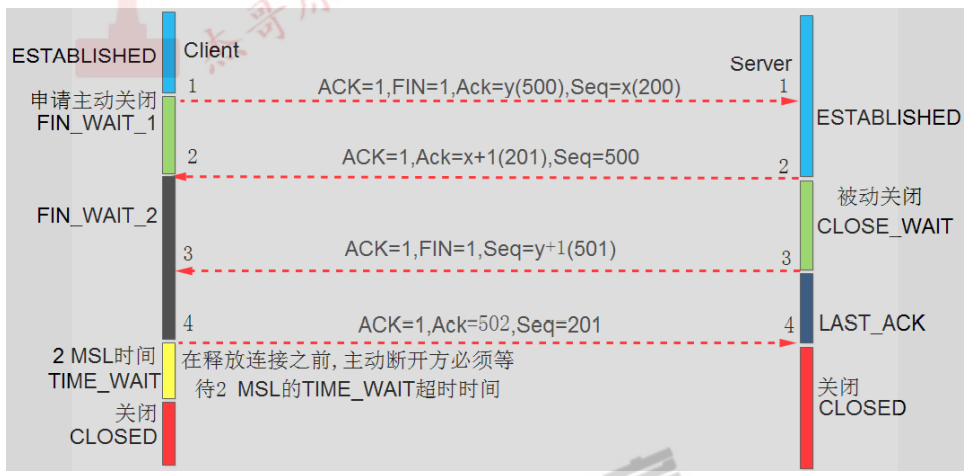 杰哥
ESTABLISHED
Client
Server
1
ACK=1,FIN=1,Ack=y(500),Seq=x(200)
1
申请主动关闭
FIN_WAIT_1
ESTABLISHED
2
ACK=1,Ack=x+1(201),Seq=500
2
被动关闭
CLOSE_WAIT
FIN_WAIT_2
3
ACK=1,FIN=1,Seq=y+1(501)
3
4
ACK=1,Ack=502,Seq=201
4
LAST_ACK
2 MSL时间
TIME_WAIT
在释放连接之前,主动断开方必须等
待2 MSL的TIME_WAIT超时时间
关闭
CLOSED
关闭
CLOSED